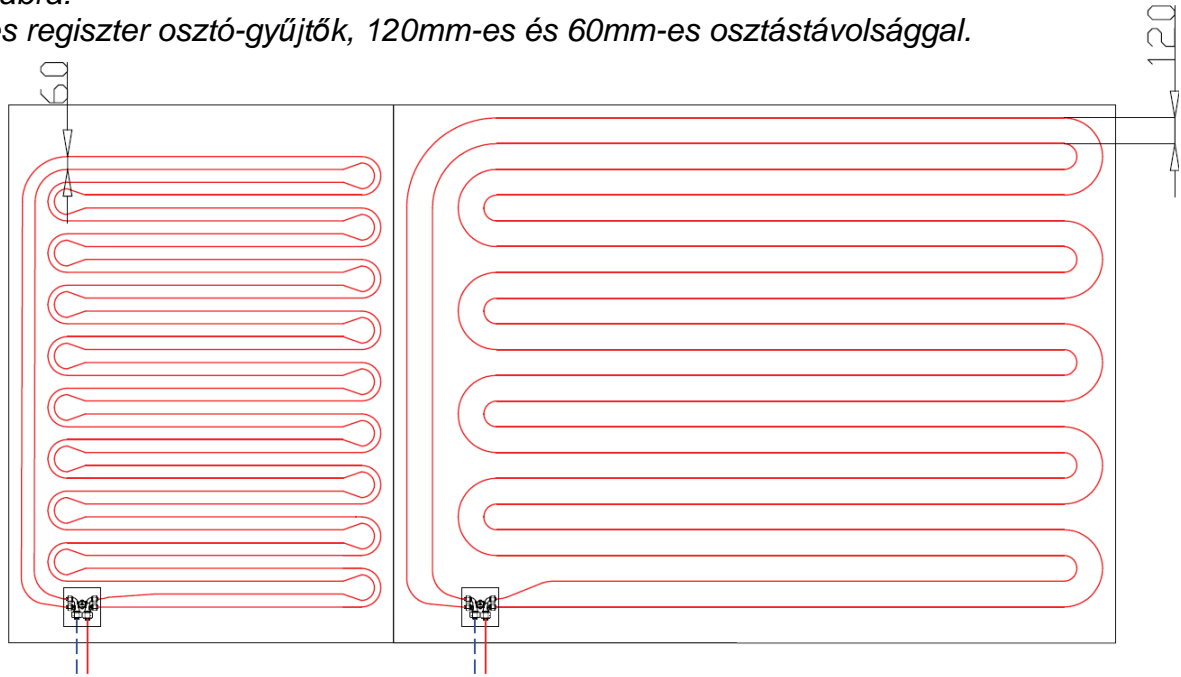 ábra.
es regiszter osztó-gyűjtők, 120mm-es és 60mm-es osztástávolsággal.
60
120